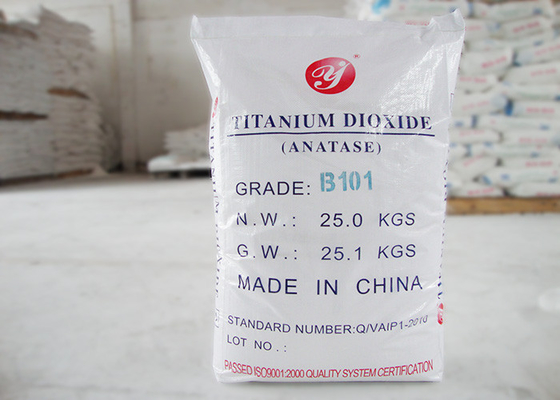 TITANIUM DIOXIDE
(ANATASE)
GRADE: B101
N.W.: 25.0 KGS
G.W.: 25.1 KGS
MADE IN CHINA
STANDARD NUMBER:Q/VAIP1-2010
LOT NO.:
PASSED ISO9001:2000 QUALITY SYSTEM CERTIFICATION